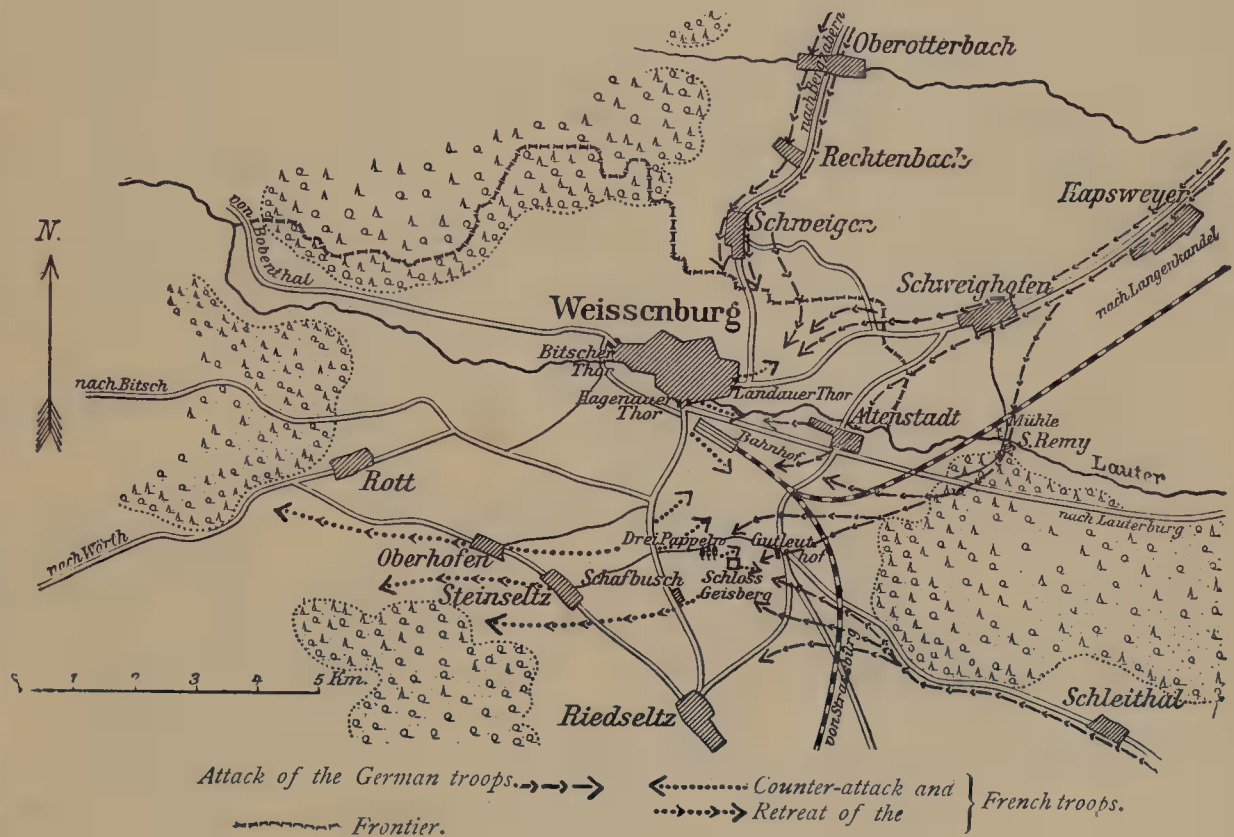 Oberotterbach
nach Bergzabern
Rechtenbach
Kapsweyer
Schweigen
N.
von Bobenthal
Schweighofen
nach Langenkandel
Weissenburg
Bitscher
Thor
nach Bitsch
Hagenauer
Thor
Landauer Thor
Altenstadt
Mühle
S. Remy
Bahnhof
Lauter
Rott
nach Lauterburg
nach Wörth
Drei Pappeln
Gutleut
hof
Oberhofen
Schafbusch
Schloss
Geisberg
Steinseltz
1 2 3 4 5 Km.
von Strassburg
Schleithal
Riedseltz
Attack of the German troops.
Counter-attack and
Retreat of the
French troops.
Frontier.